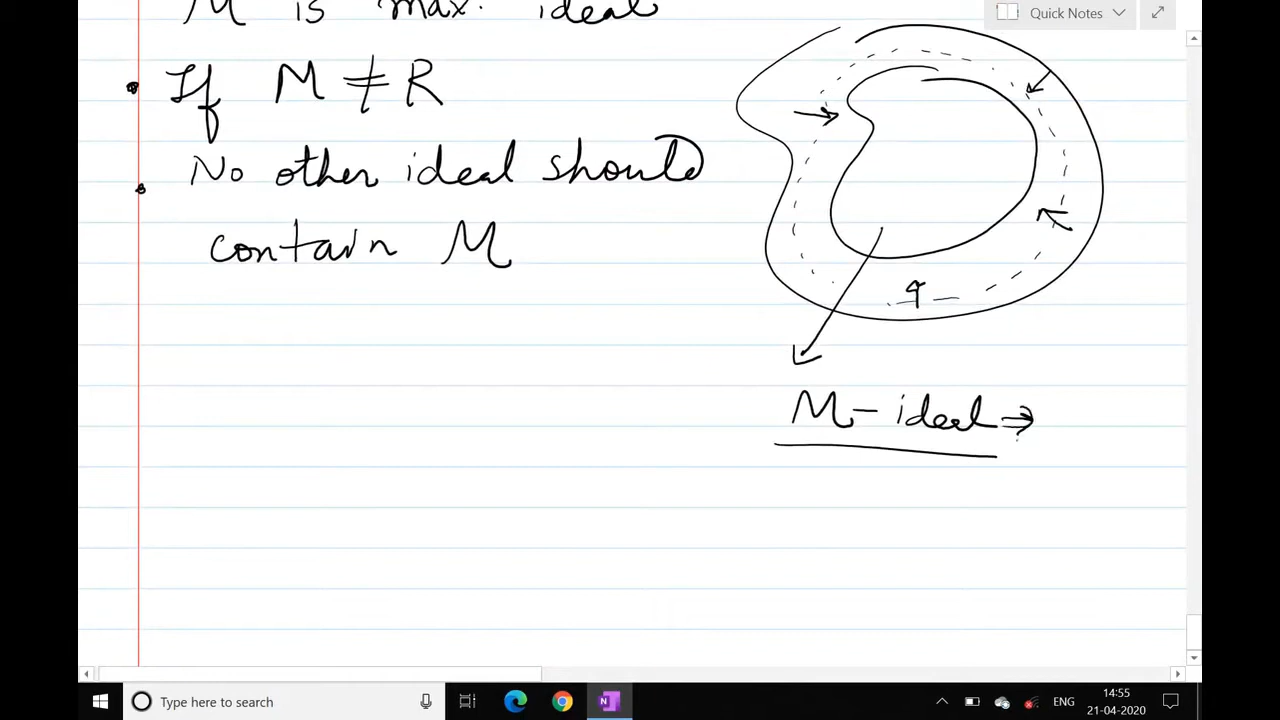 M is max. ideal
Quick Notes
• If M ≠ R
• No other ideal should
contain M
M - ideal ⇒
Type here to search
ENG
14:55
21-04-2020